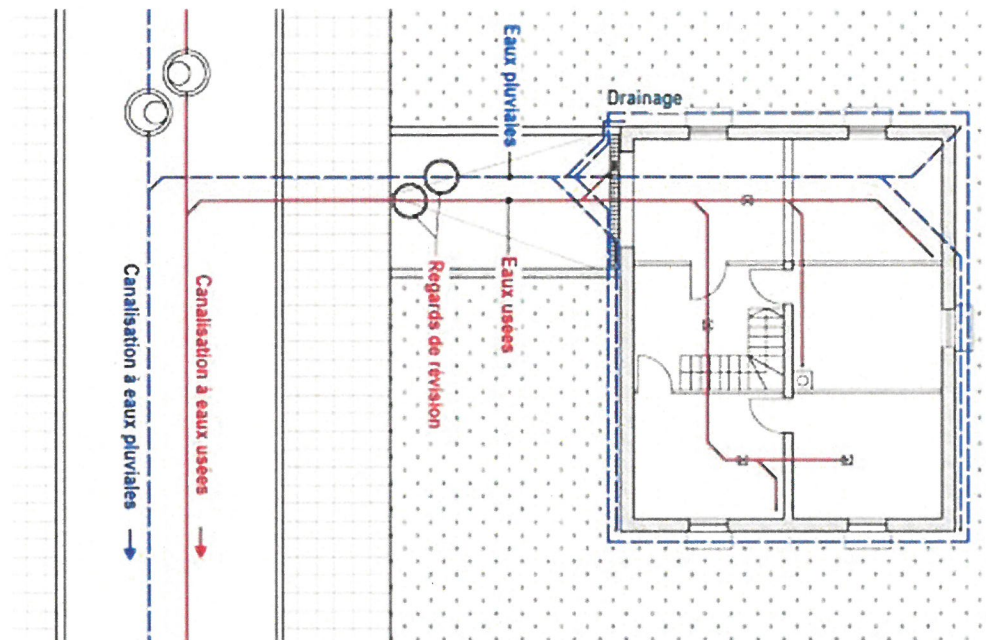 Eaux pluviales
Drainage
Canalisation à eaux pluviales
Canalisation à eaux usées
Regards de révision
Eaux usées